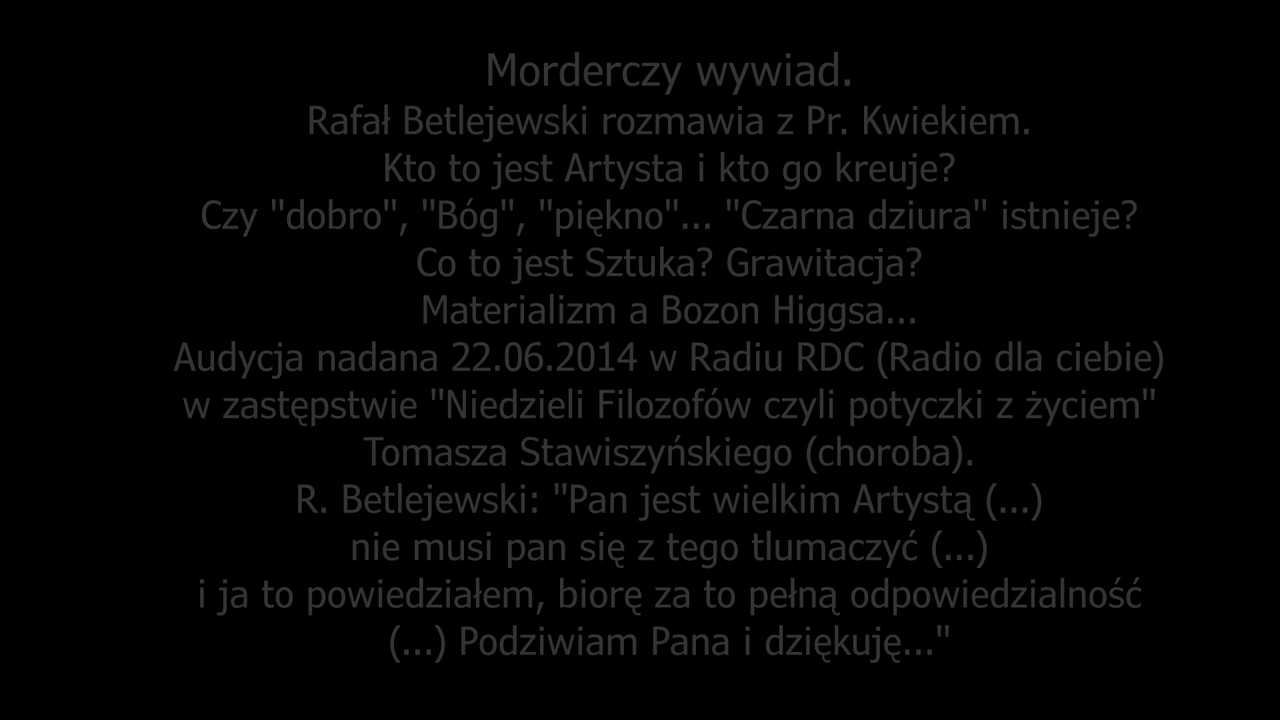 Morderczy wywiad.
Rafał Betlejewski rozmawia z Pr. Kwiekiem.
Kto to jest Artysta i kto go kreuje?
Czy "dobro", "Bóg", "piękno"... "Czarna dziura" istnieje?
Co to jest Sztuka? Grawitacja?
Materializm a Bozon Higgsa...
Audycja nadana 22.06.2014 w Radiu RDC (Radio dla ciebie)
w zastępstwie "Niedzieli Filozofów czyli potyczki z życiem"
Tomasza Stawiszyńskiego (choroba).
R. Betlejewski: "Pan jest wielkim Artystą (...)
nie musi pan się z tego tlumaczyć (...)
i ja to powiedziałem, biorę za to pełną odpowiedzialność
(...) Podziwiam Pana i dziękuję..."